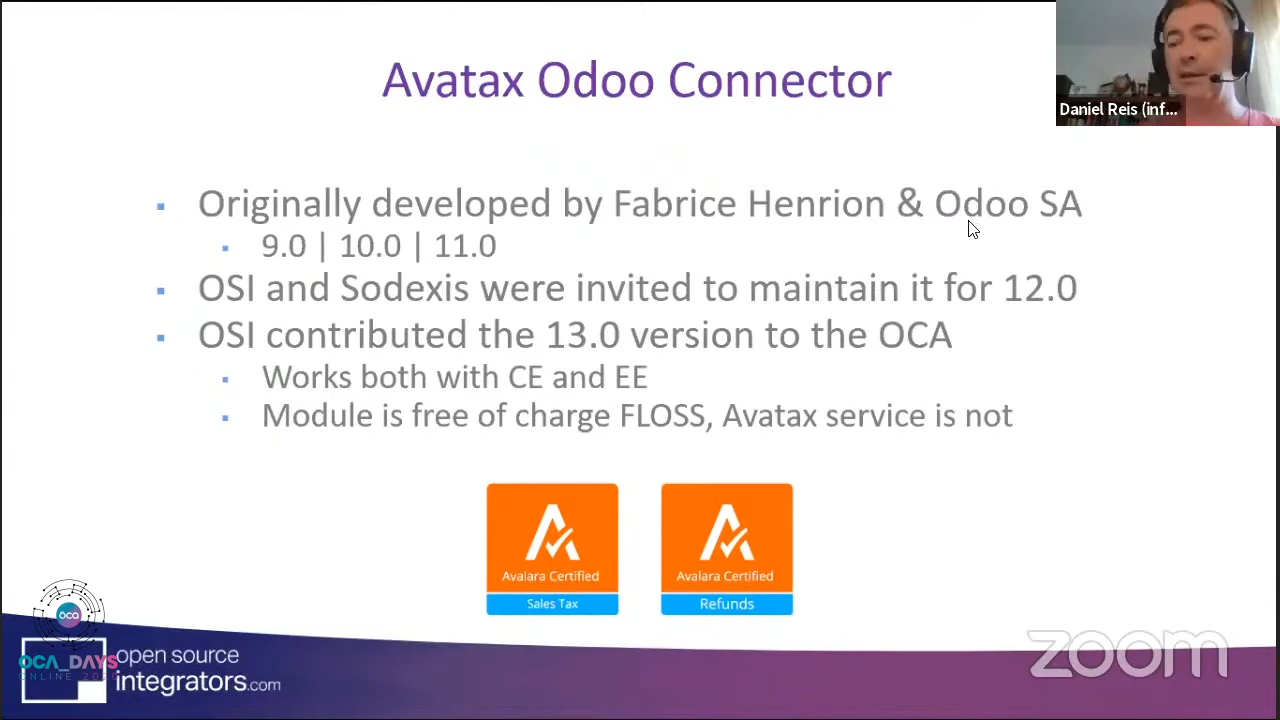 Avatax Odoo Connector
Daniel Reis (inf...
Originally developed by Fabrice Henrion & Odoo SA
9.0 | 10.0 | 11.0
OSI and Sodexis were invited to maintain it for 12.0
OSI contributed the 13.0 version to the OCA
Works both with CE and EE
Module is free of charge FLOSS, Avatax service is not
Avalara Certified
Sales Tax
Avalara Certified
Refunds
oca
OCA_DAYS
ONLINE
open source
integrators.com
zoom